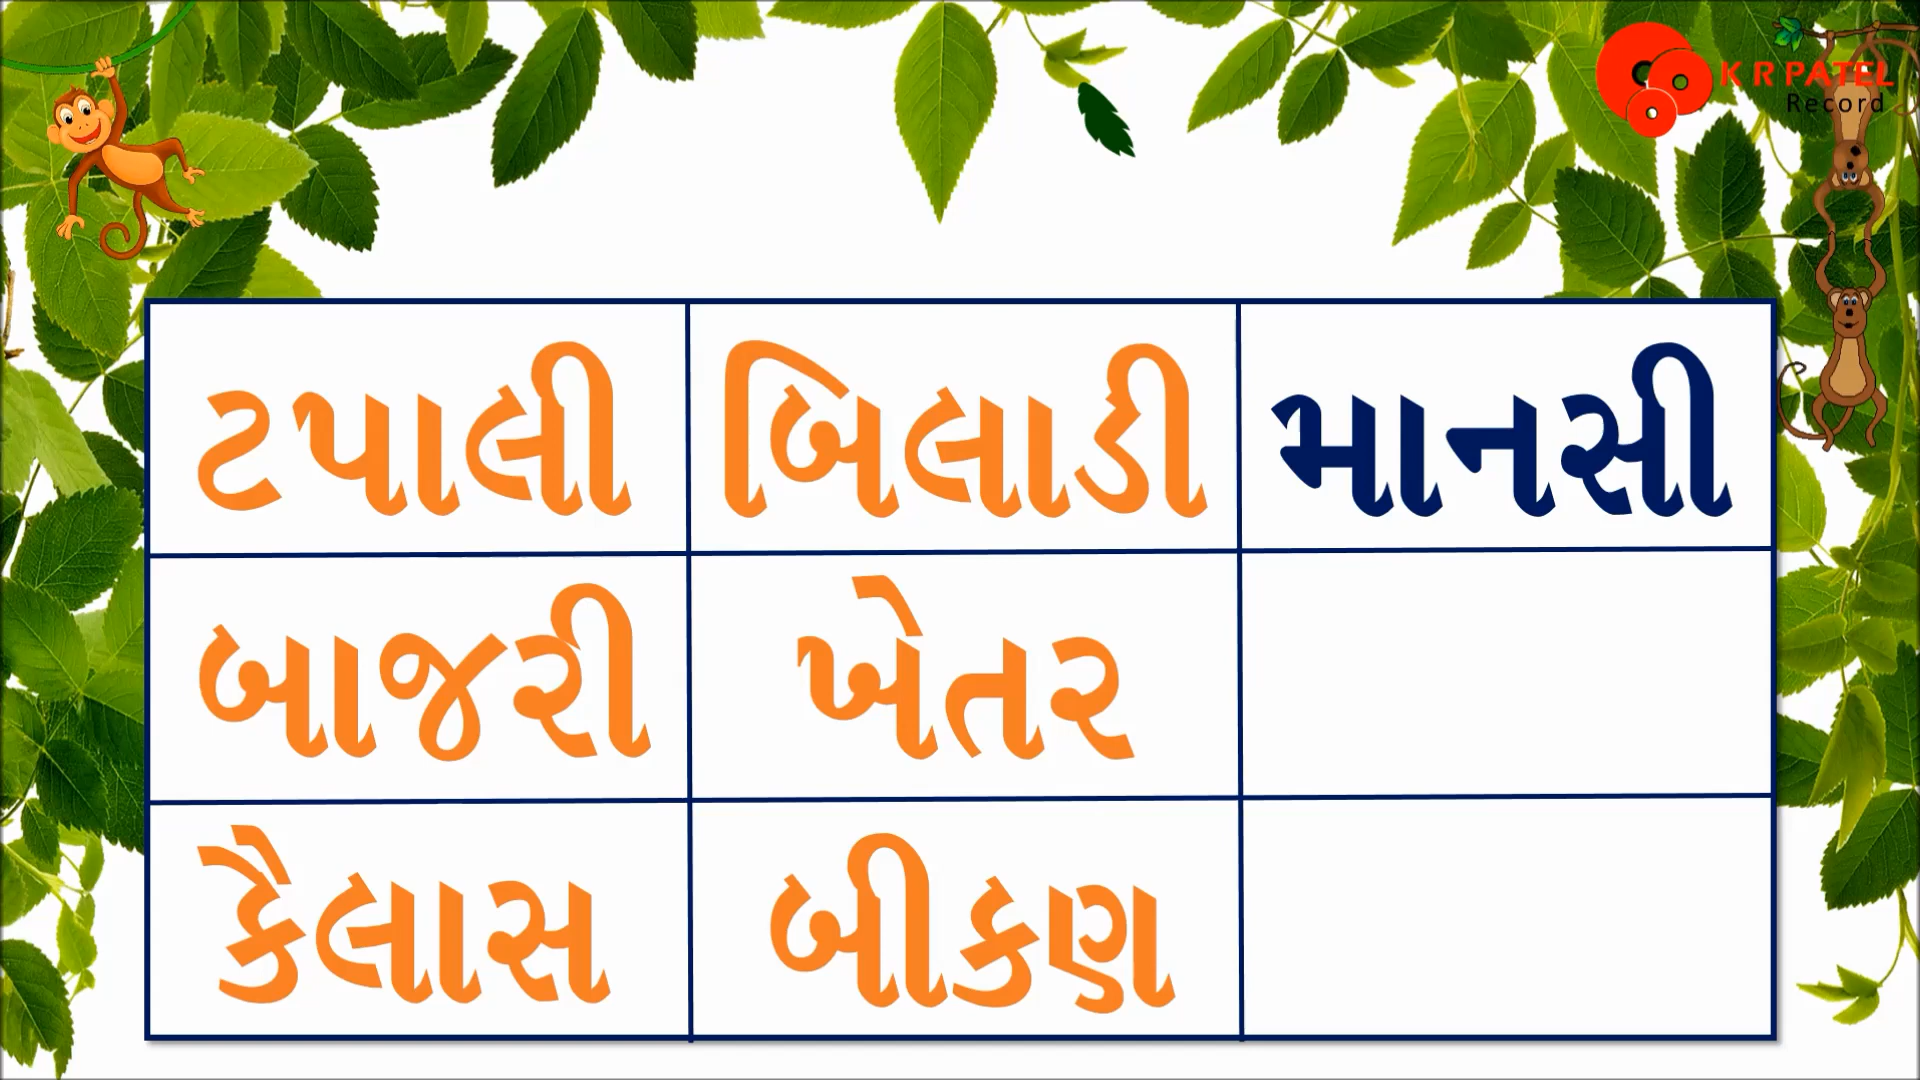 K R PATEL
Record
ટપાલી બિલાડી માનસી
બાજરી ખેતર
કૈલાસ બીકણ